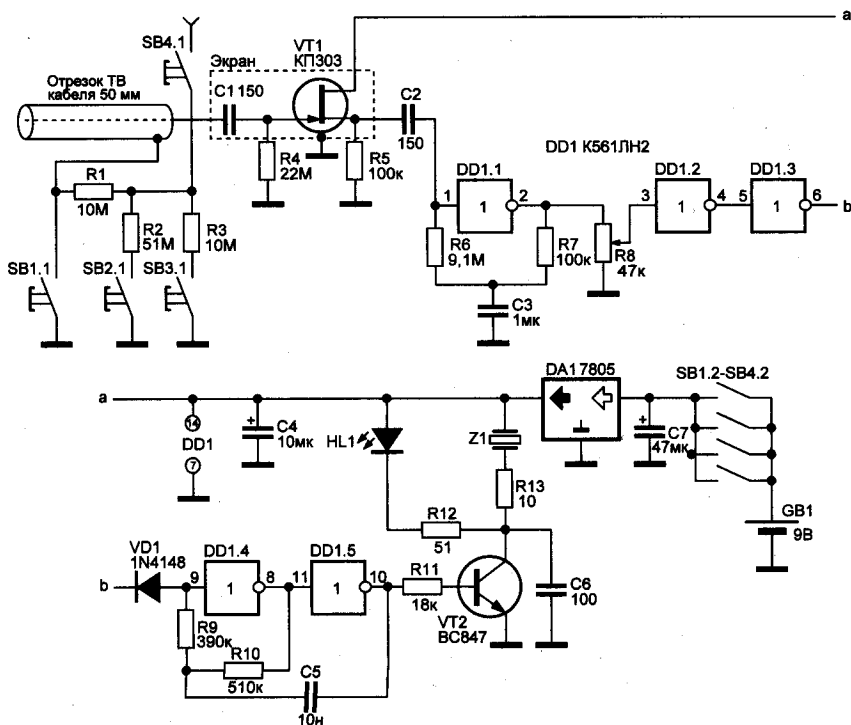 a
SB4.1
VT1
КП303
Экран
Отрезок ТВ
кабеля 50 мм
C1 150
C2
150
DD1 К561ЛН2
R4
22М
R5
100к
DD1.1
DD1.2
DD1.3
1
1
2
3
1
4
5
1
6
b
R1
10М
R2
51М
R3
10М
R6
9,1М
R7
100к
R8
47к
SB1.1
SB2.1
SB3.1
C3
1мк
a
DA1 7805
SB1.2-SB4.2
14
DD1
7
+
C4
10мк
HL1
Z1
+
C7
47мк
R13
10
R12
51
GB1
9В
VD1
1N4148
DD1.4
DD1.5
b
9
1
8
11
1
10
R11
18к
C6
100
VT2
BC847
R9
390к
R10
510к
C5
10н